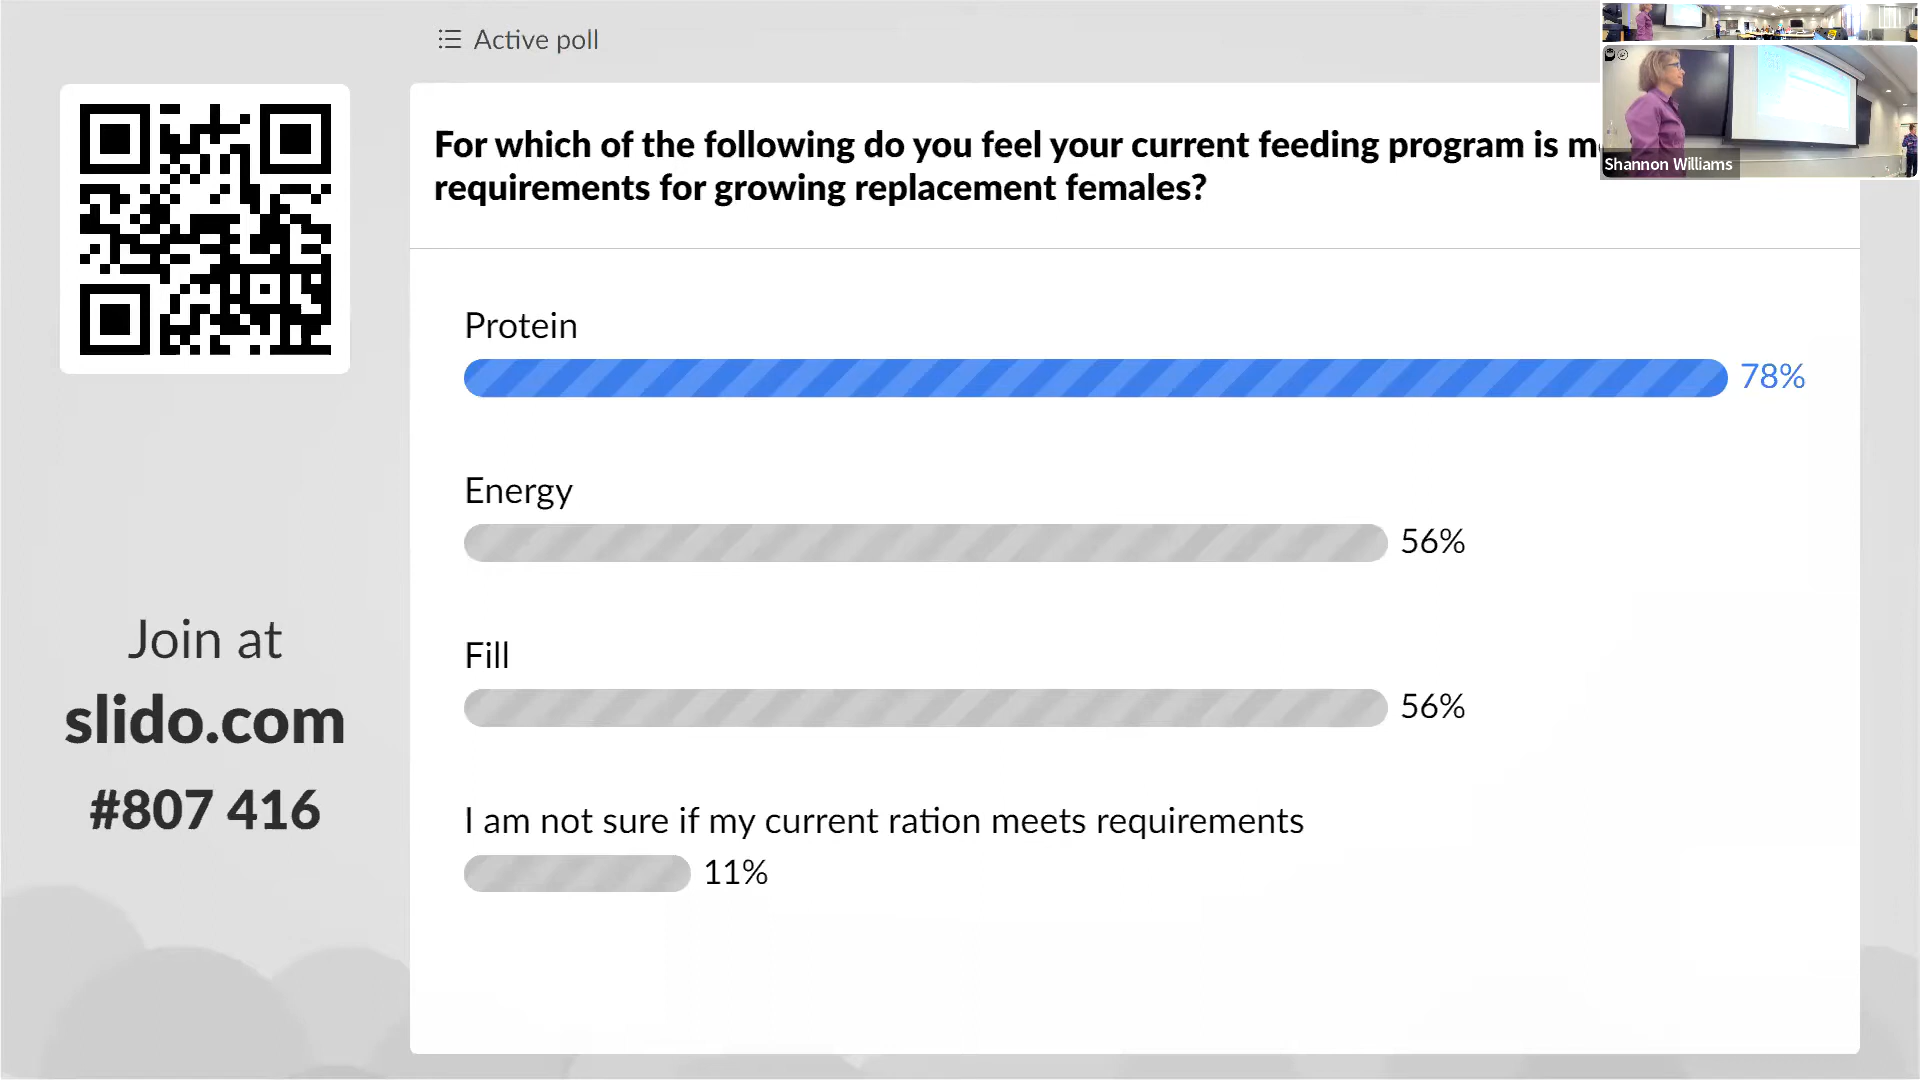 Active poll
For which of the following do you feel your current feeding program is
requirements for growing replacement females?
Shannon Williams
Protein
78%
Energy
56%
Fill
56%
I am not sure if my current ration meets requirements
11%
Join at
slido.com
#807 416